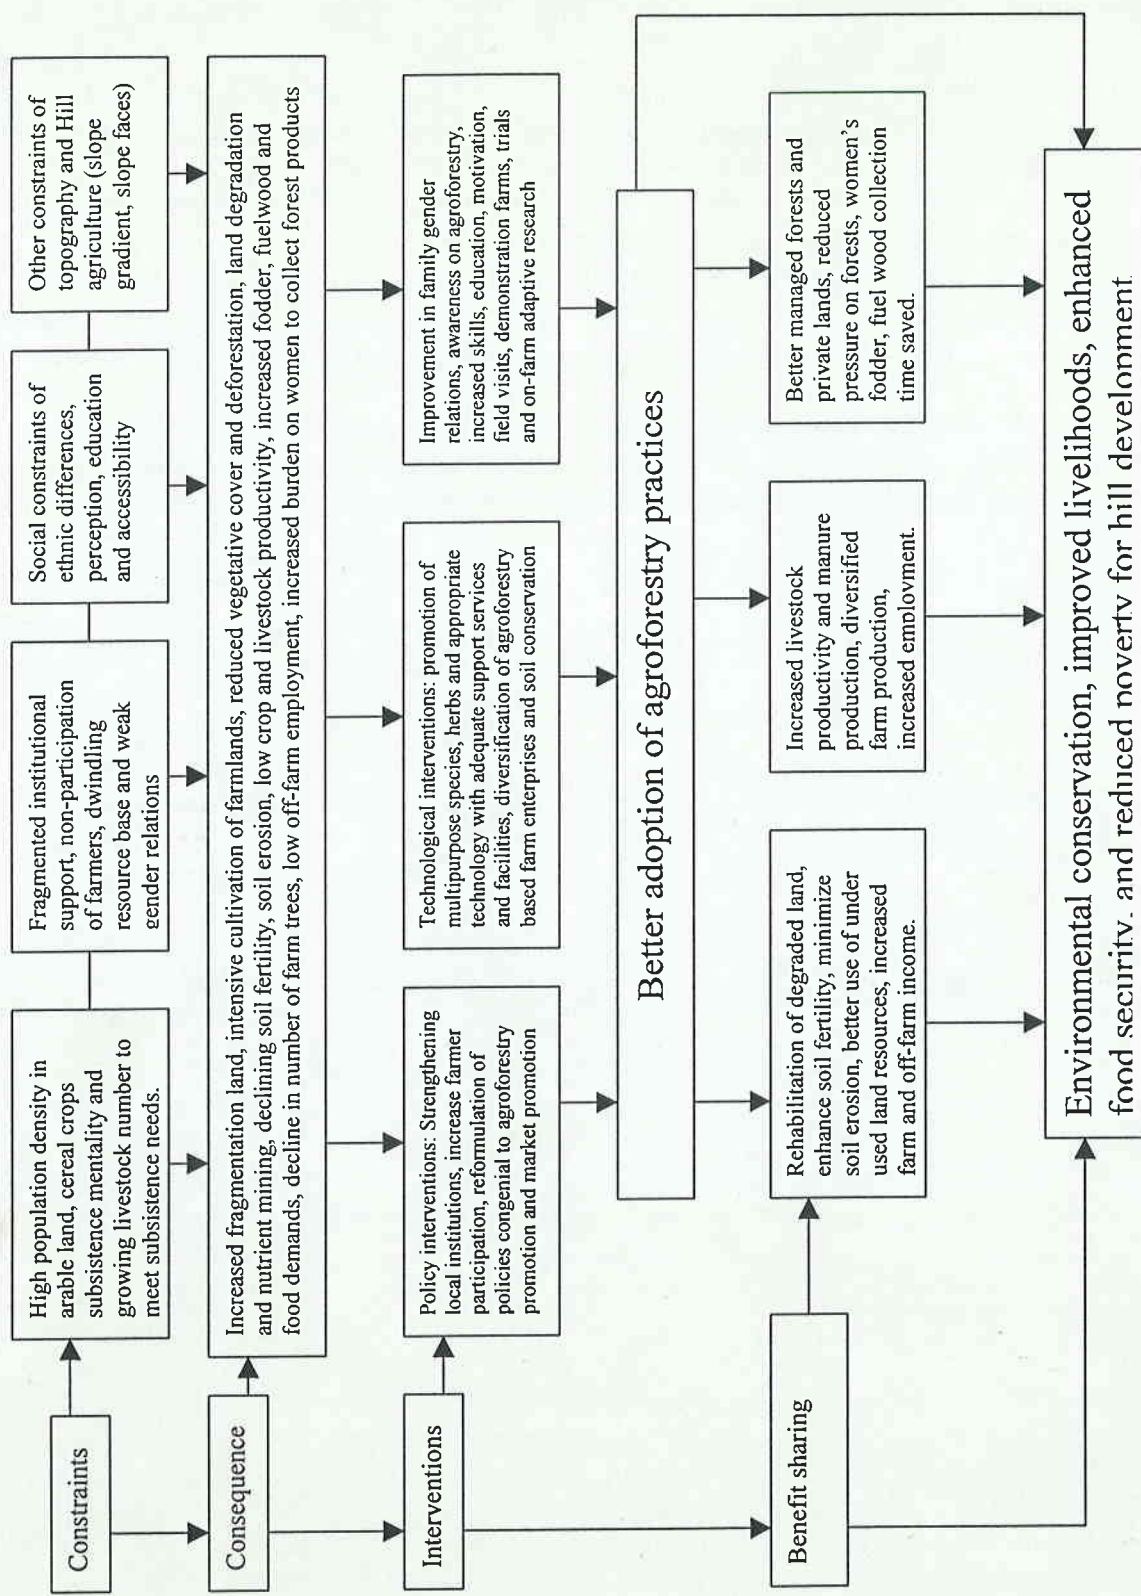 Constraints
High population density in
arable land, cereal crops
subsistence mentality and
growing livestock number to
meet subsistence needs.
Fragmented institutional
support, non-participation
of farmers, dwindling
resource base and weak
gender relations
Social constraints of
ethnic differences,
perception, education
and accessibility
Other constraints of
topography and Hill
agriculture (slope
gradient, slope faces)
Consequence
Increased fragmentation land, intensive cultivation of farmlands, reduced vegetative cover and deforestation, land degradation
and nutrient mining, declining soil fertility, soil erosion, low crop and livestock productivity, increased fodder, fuelwood and
food demands, decline in number of farm trees, low off-farm employment, increased burden on women to collect forest products
Interventions
Policy interventions: Strengthening
local institutions, increase farmer
participation, reformulation of
policies congenial to agroforestry
promotion and market promotion
Technological interventions: promotion of
multipurpose species, herbs and appropriate
technology with adequate support services
and facilities, diversification of agroforestry
based farm enterprises and soil conservation
Improvement in family gender
relations, awareness on agroforestry,
increased skills, education, motivation,
field visits, demonstration farms, trials
and on-farm adaptive research
Better adoption of agroforestry practices
Benefit sharing
Rehabilitation of degraded land,
enhance soil fertility, minimize
soil erosion, better use of under
used land resources, increased
farm and off-farm income.
Increased livestock
productivity and manure
production, diversified
farm production,
increased employment.
Better managed forests and
private lands, reduced
pressure on forests, women's
fodder, fuel wood collection
time saved.
Environmental conservation, improved livelihoods, enhanced
food security, and reduced poverty for hill development.